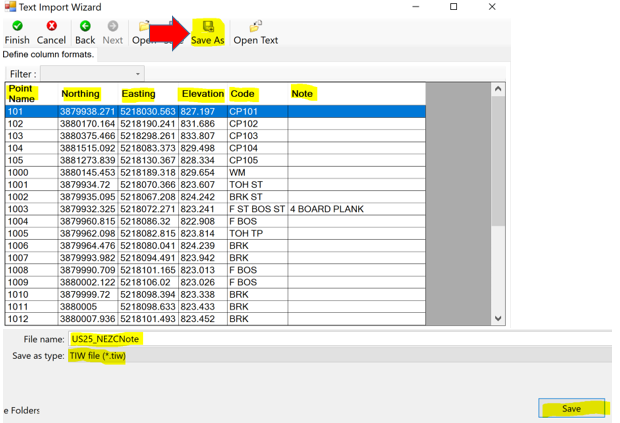 Text Import Wizard
Finish Cancel Back Next Open Save As Open Text
Define column formats.
Filter :
Point Name Northing Easting Elevation Code Note
101 3879938.271 5218030.563 827.197 CP101
102 3880170.164 5218190.241 831.686 CP102
103 3880375.466 5218298.261 833.807 CP103
104 3881515.092 5218083.373 829.498 CP104
105 3881273.839 5218130.367 828.334 CP105
1000 3880145.453 5218189.318 829.654 WM
1001 3879934.72 5218070.366 823.607 TOH ST
1002 3879935.095 5218067.208 824.242 BRK ST
1003 3879932.325 5218072.271 823.241 F ST BOS ST 4 BOARD PLANK
1004 3879960.815 5218086.32 822.908 F BOS
1005 3879962.098 5218082.815 823.814 TOH TP
1006 3879964.476 5218080.041 824.239 BRK
1007 3879993.982 5218094.491 823.942 BRK
1008 3879990.709 5218101.165 823.013 F BOS
1009 3880002.122 5218106.02 823.026 F BOS
1010 3879999.72 5218098.394 823.338 BRK
1011 3880005 5218098.633 823.433 BRK
1012 3880007.936 5218101.493 823.452 BRK
File name: US25_NEZCNote
Save as type: TIW file (*.tiw)
e Folders
Save